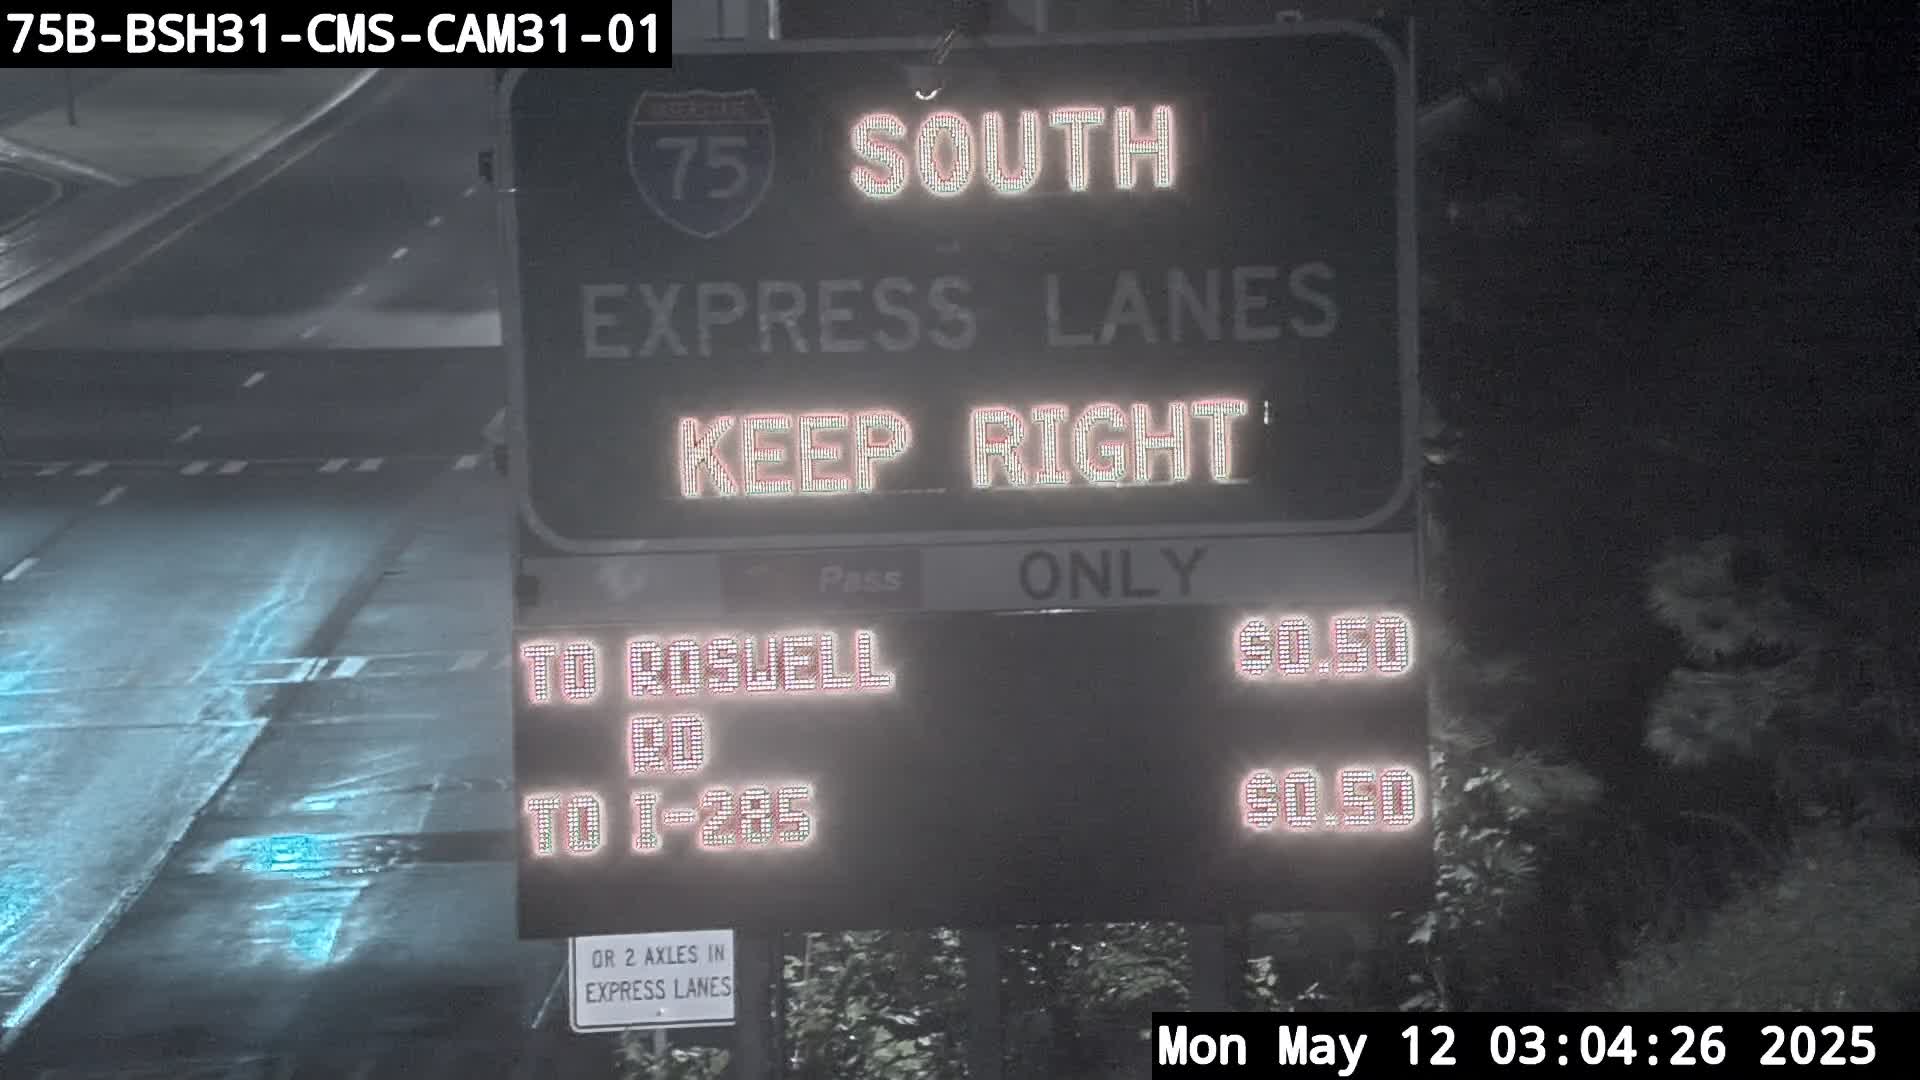 75B-BSH31-CMS-CAM31-01
INTERSTATE
75
SOUTH
EXPRESS LANES
KEEP RIGHT
Pass ONLY
TO ROSWELL $0.50
RD
TO I-285 $0.50
OR 2 AXLES IN
EXPRESS LANES
Mon May 12 03:04:26 2025